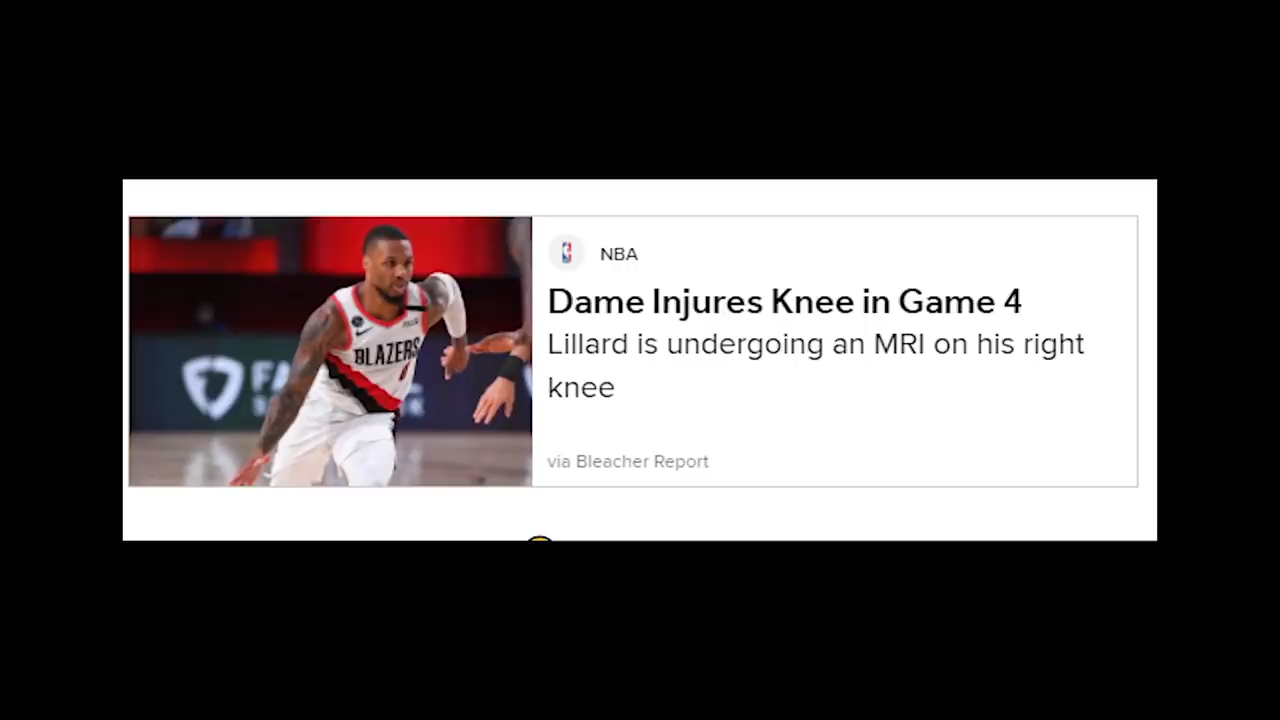 NBA
Dame Injures Knee in Game 4
Lillard is undergoing an MRI on his right
knee
via Bleacher Report
BLAZERS